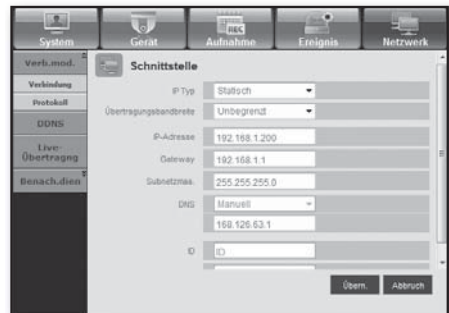 System Gerät Aufnahme Ereignis Netzwerk
REC
Verb.mod.
Verbindung
Protokoll
DDNS
Live-
Übertragng
Benach.dien
Schnittstelle
IP Typ Statisch
Übertragungsbandbreite Unbegrenzt
IP-Adresse 192.168.1.200
Gateway 192.168.1.1
Subnetzmas. 255.255.255.0
DNS Manuell
168.126.63.1
ID ID
Übern. Abbruch